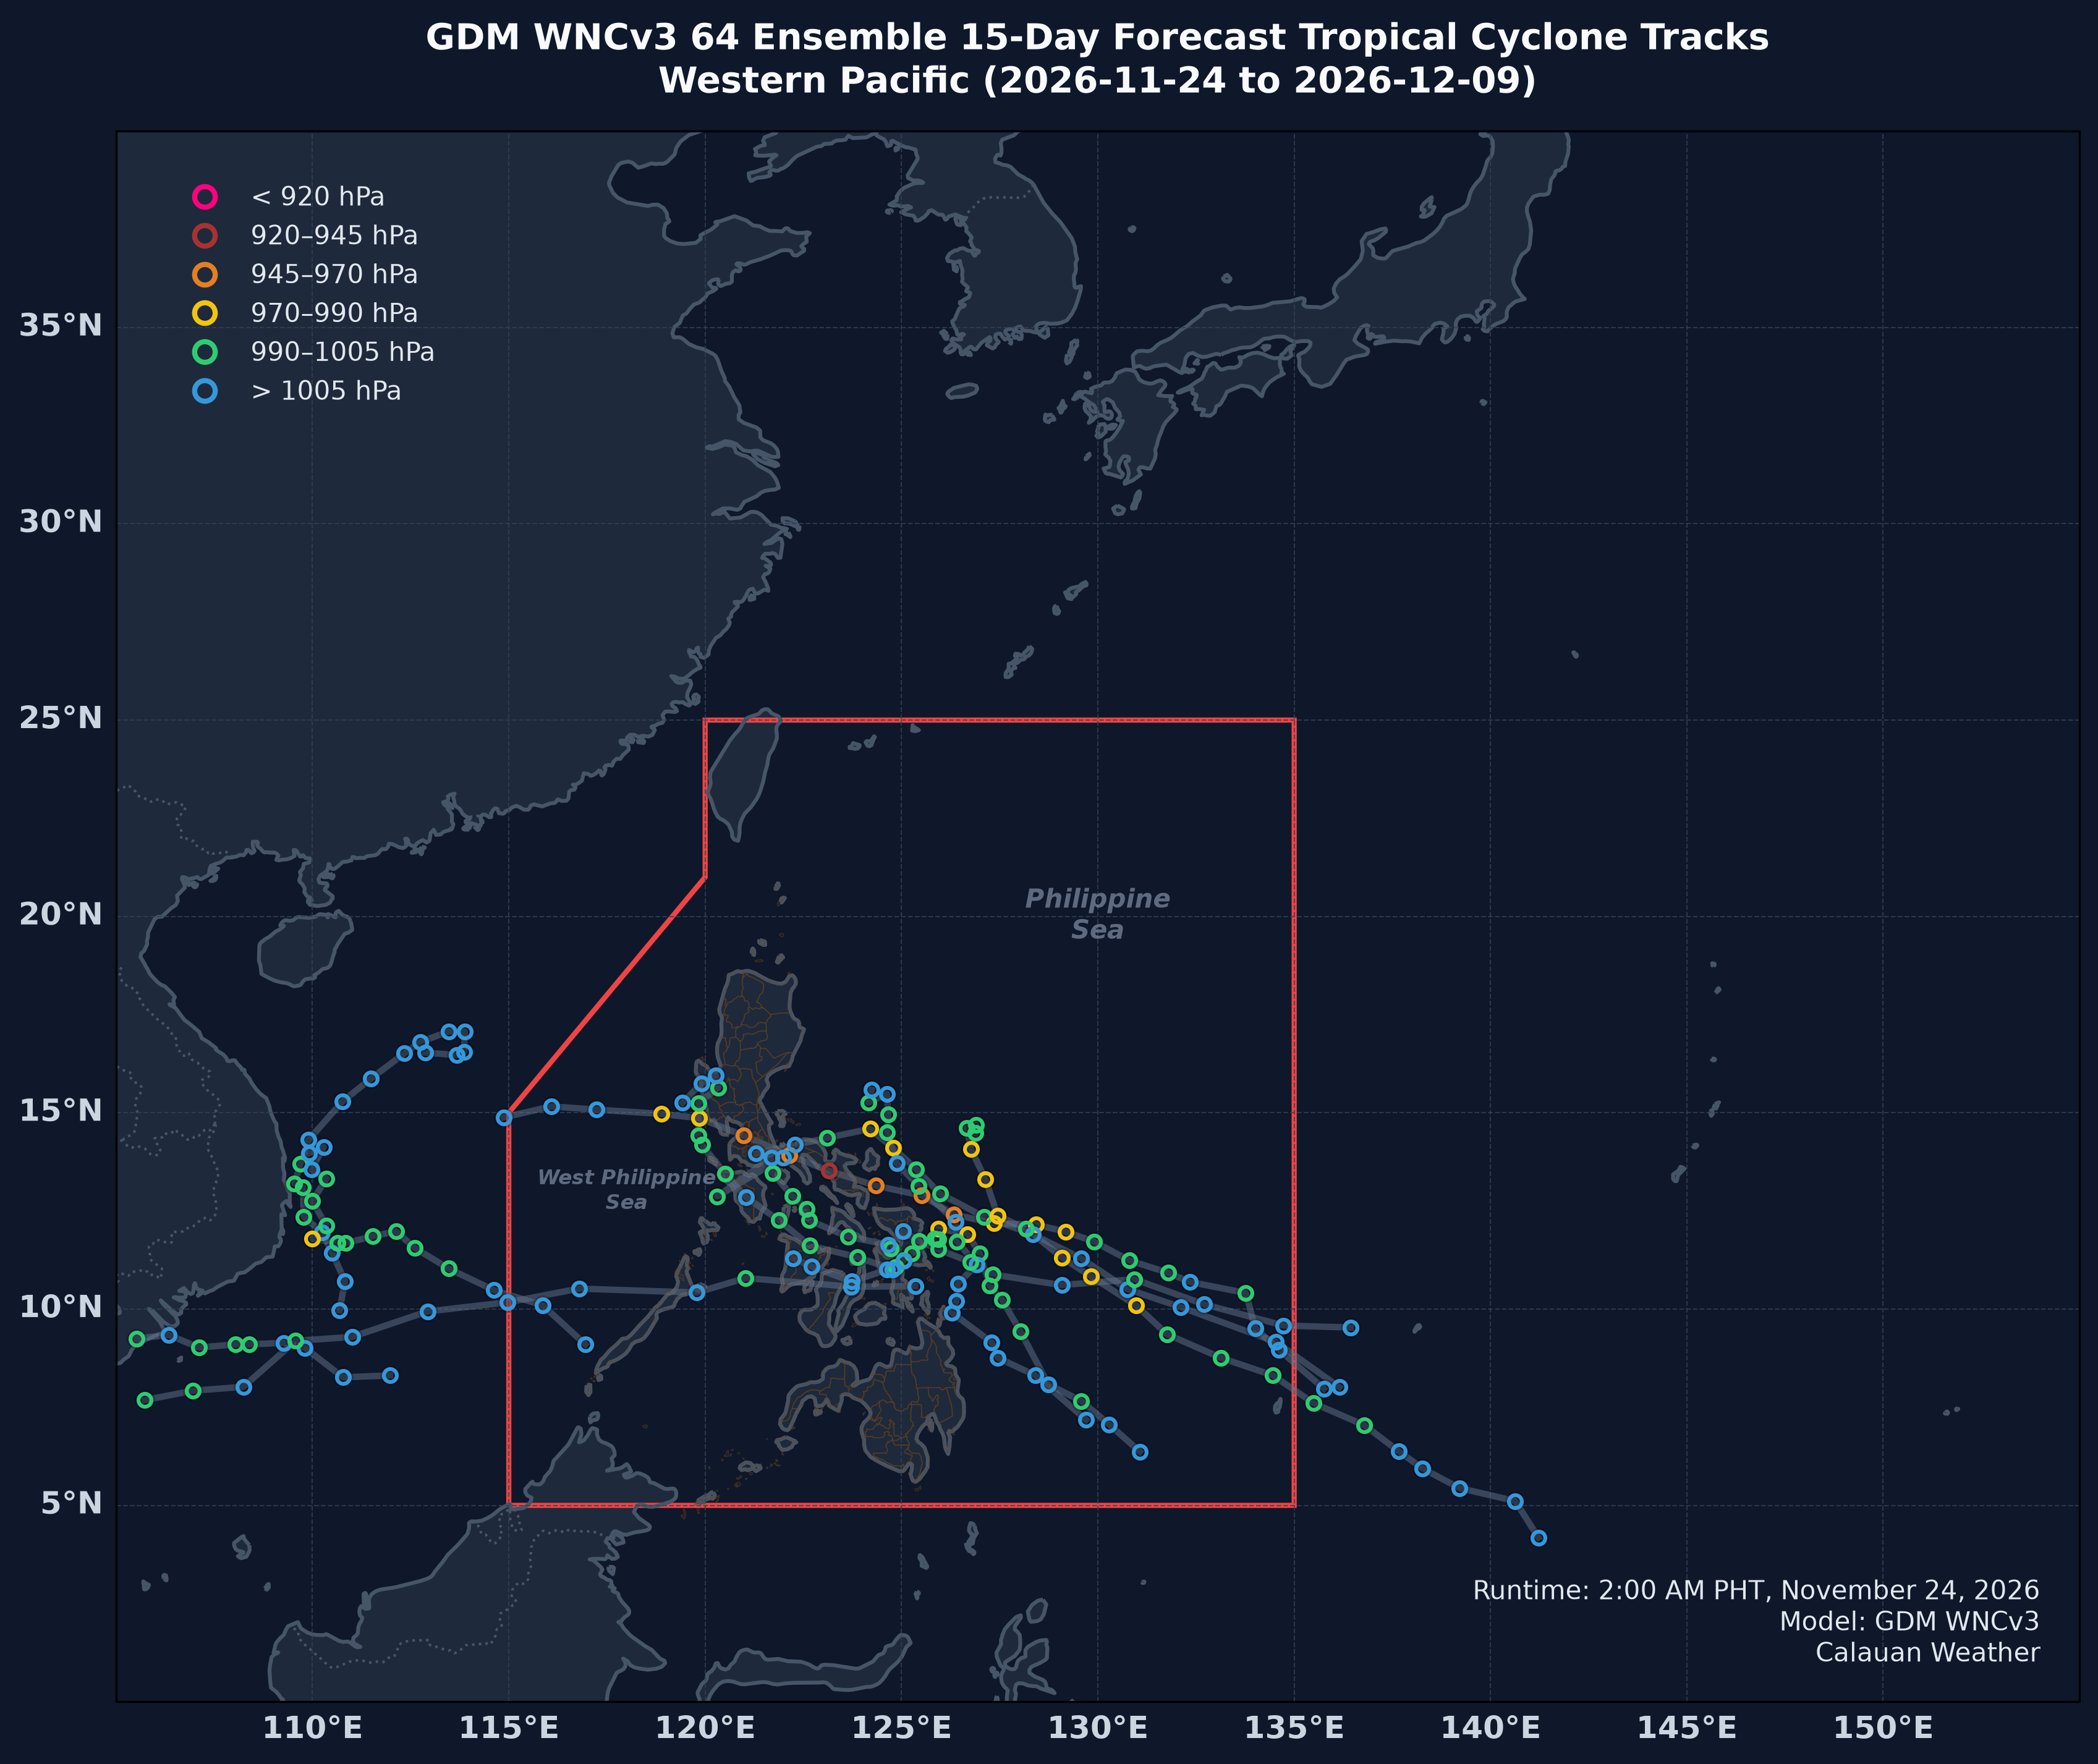 GDM WNCv3 64 Ensemble 15-Day Forecast Tropical Cyclone Tracks
Western Pacific (2026-11-24 to 2026-12-09)
< 920 hPa
920–945 hPa
945–970 hPa
970–990 hPa
990–1005 hPa
> 1005 hPa
35°N
30°N
25°N
20°N
15°N
10°N
5°N
Philippine
Sea
West Philippine
Sea
Runtime: 2:00 AM PHT, November 24, 2026
Model: GDM WNCv3
Calauan Weather
110°E
115°E
120°E
125°E
130°E
135°E
140°E
145°E
150°E